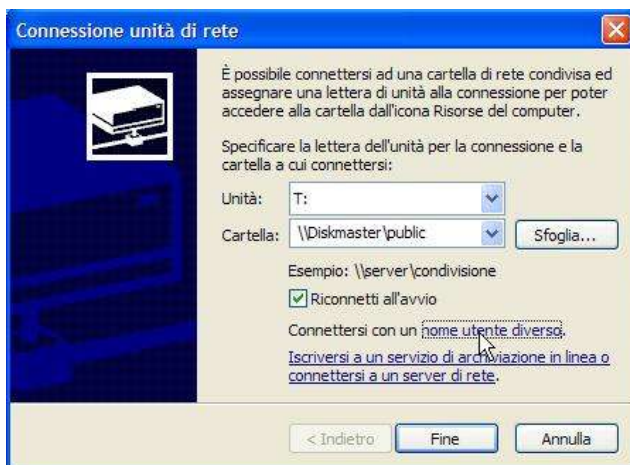 Connessione unità di rete
È possibile connettersi ad una cartella di rete condivisa ed
assegnare una lettera di unità alla connessione per poter
accedere alla cartella dall'icona Risorse del computer.
Specificare la lettera dell'unità per la connessione e la
cartella a cui connettersi:
Unità: T:
Cartella: \\Diskmaster\public Sfoglia...
Esempio: \\server\condivisione
Riconnetti all'avvio
Connettersi con un nome utente diverso.
Iscriversi a un servizio di archiviazione in linea o
connettersi a un server di rete.
< Indietro Fine Annulla